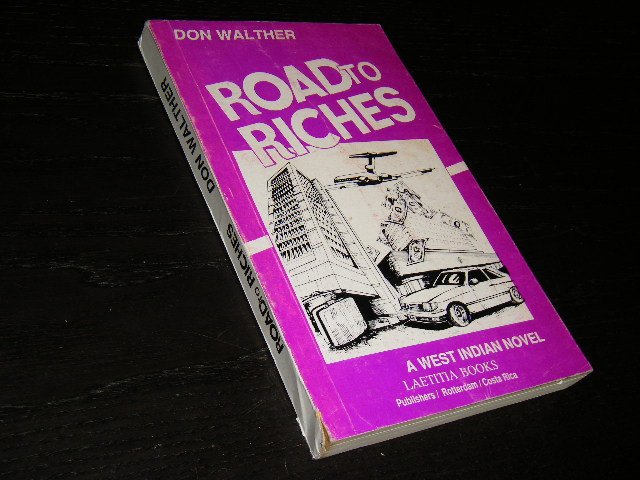 DON WALTHER
ROAD TO
RICHES
A WEST INDIAN NOVEL
LAETITIA BOOKS
Publishers / Rotterdam / Costa Rica
ROAD TO RICHES DON WALTHER